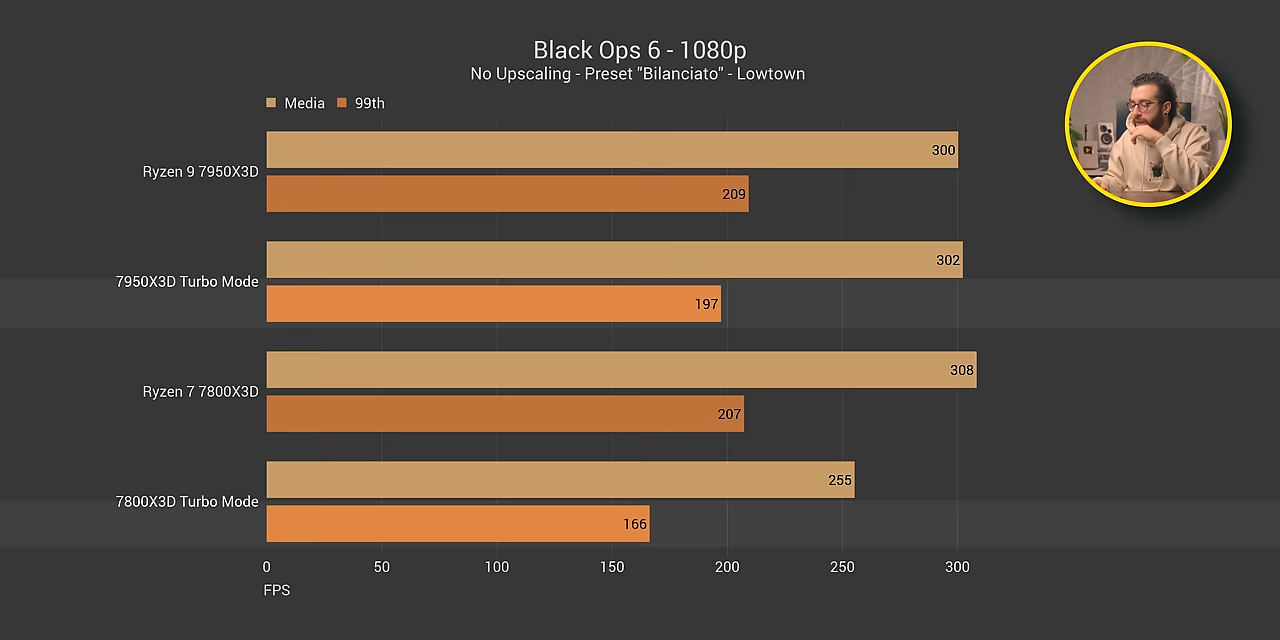 Black Ops 6 - 1080p
No Upscaling - Preset "Bilanciato" - Lowtown
Media 99th
Ryzen 9 7950X3D
300
209
7950X3D Turbo Mode
302
197
Ryzen 7 7800X3D
308
207
7800X3D Turbo Mode
255
166
0 50 100 150 200 250 300
FPS